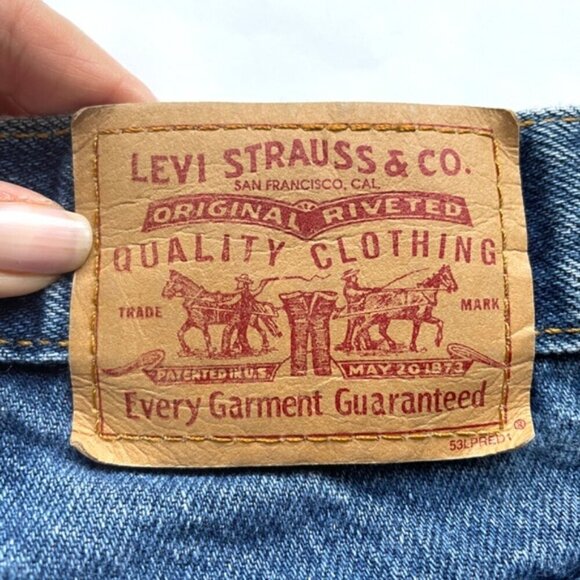 LEVI STRAUSS & CO.
SAN FRANCISCO, CAL.
ORIGINAL RIVETED
QUALITY CLOTHING
TRADE MARK
PATENTED IN U.S. MAY 20 1873
Every Garment Guaranteed
®